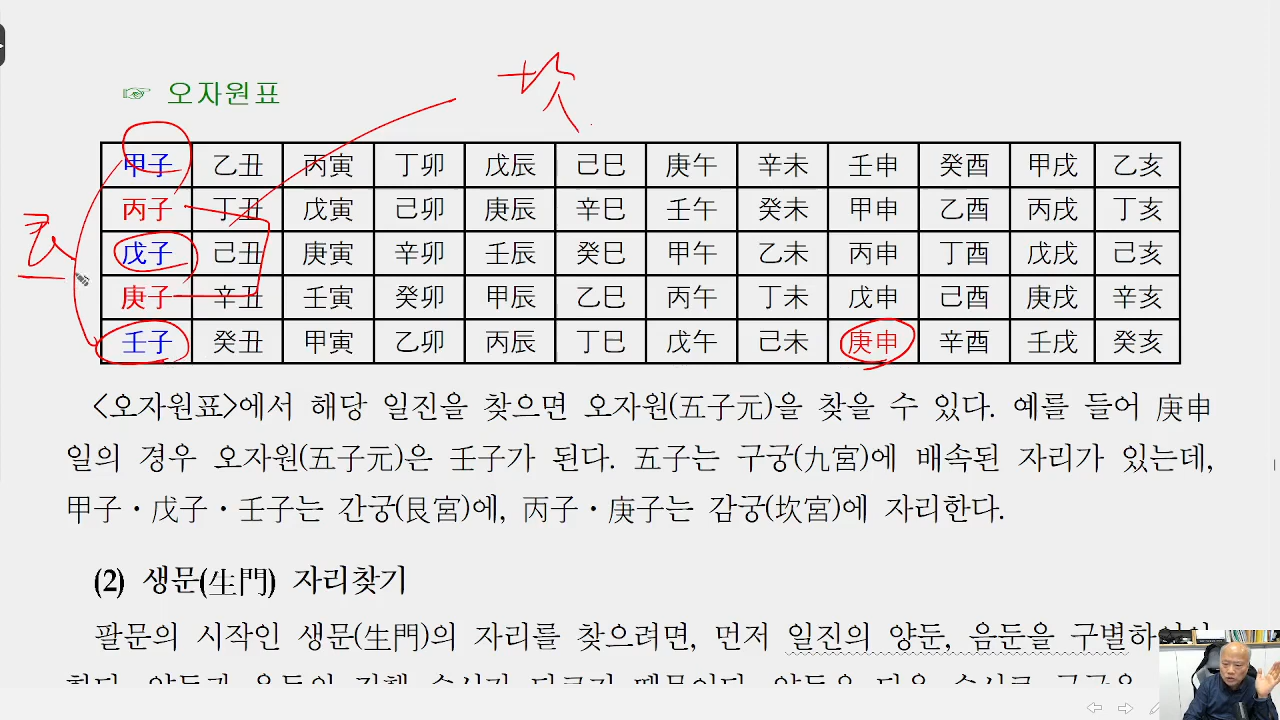 坎
☞ 오자원표
甲子 乙丑 丙寅 丁卯 戊辰 己巳 庚午 辛未 壬申 癸酉 甲戌 乙亥
丙子 丁丑 戊寅 己卯 庚辰 辛巳 壬午 癸未 甲申 乙酉 丙戌 丁亥
艮
戊子 己丑 庚寅 辛卯 壬辰 癸巳 甲午 乙未 丙申 丁酉 戊戌 己亥
庚子 辛丑 壬寅 癸卯 甲辰 乙巳 丙午 丁未 戊申 己酉 庚戌 辛亥
壬子 癸丑 甲寅 乙卯 丙辰 丁巳 戊午 己未 庚申 辛酉 壬戌 癸亥
<오자원표>에서 해당 일진을 찾으면 오자원(五子元)을 찾을 수 있다. 예를 들어 庚申
일의 경우 오자원(五子元)은 壬子가 된다. 五子는 구궁(九宮)에 배속된 자리가 있는데,
甲子・戊子・壬子는 간궁(艮宮)에, 丙子・庚子는 감궁(坎宮)에 자리한다.
(2) 생문(生門) 자리찾기
팔문의 시작인 생문(生門)의 자리를 찾으려면, 먼저 일진의 양둔, 음둔을 구별